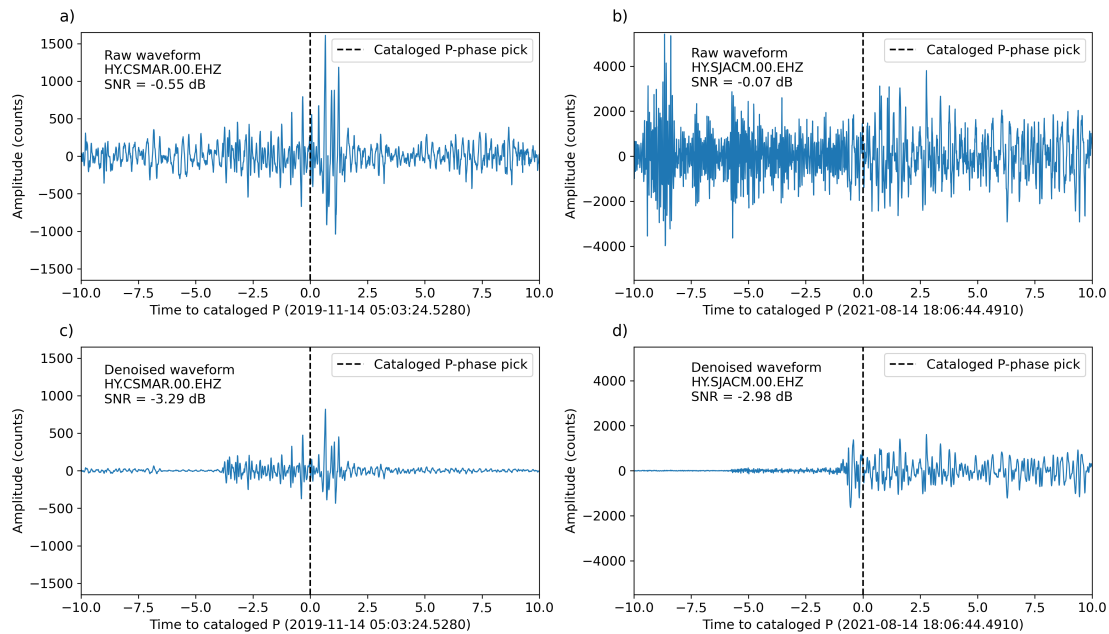 a)
Raw waveform
HY.CSMAR.00.EHZ
SNR = -0.55 dB
Cataloged P-phase pick
Amplitude (counts)
1500
1000
500
0
−500
−1000
−1500
−10.0 −7.5 −5.0 −2.5 0.0 2.5 5.0 7.5 10.0
Time to cataloged P (2019-11-14 05:03:24.5280)
b)
Raw waveform
HY.SJACM.00.EHZ
SNR = -0.07 dB
Cataloged P-phase pick
Amplitude (counts)
4000
2000
0
−2000
−4000
−10.0 −7.5 −5.0 −2.5 0.0 2.5 5.0 7.5 10.0
Time to cataloged P (2021-08-14 18:06:44.4910)
c)
Denoised waveform
HY.CSMAR.00.EHZ
SNR = -3.29 dB
Cataloged P-phase pick
Amplitude (counts)
1500
1000
500
0
−500
−1000
−1500
−10.0 −7.5 −5.0 −2.5 0.0 2.5 5.0 7.5 10.0
Time to cataloged P (2019-11-14 05:03:24.5280)
d)
Denoised waveform
HY.SJACM.00.EHZ
SNR = -2.98 dB
Cataloged P-phase pick
Amplitude (counts)
4000
2000
0
−2000
−4000
−10.0 −7.5 −5.0 −2.5 0.0 2.5 5.0 7.5 10.0
Time to cataloged P (2021-08-14 18:06:44.4910)